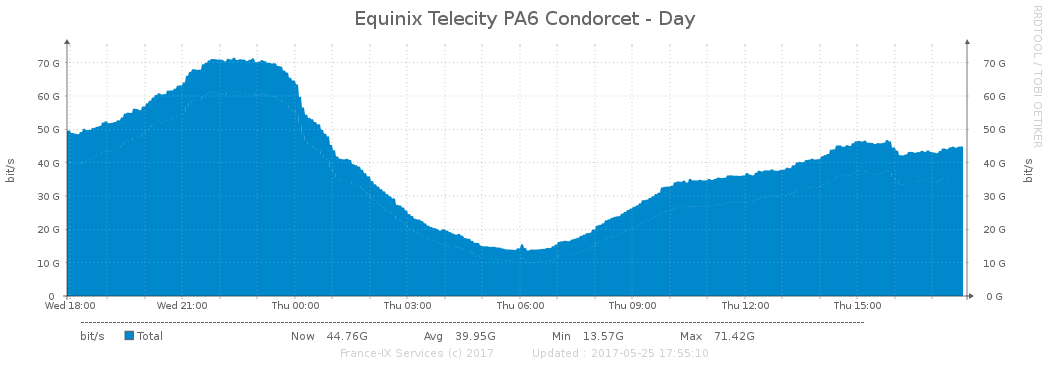 Equinix Telecity PA6 Condorcet - Day
RRDTOOL / TOBI OETIKER
bit/s
bit/s
70 G 70 G
60 G 60 G
50 G 50 G
40 G 40 G
30 G 30 G
20 G 20 G
10 G 10 G
0 0 G
Wed 18:00 Wed 21:00 Thu 00:00 Thu 03:00 Thu 06:00 Thu 09:00 Thu 12:00 Thu 15:00
bit/s Total Now 44.76G Avg 39.95G Min 13.57G Max 71.42G
France-IX Services (c) 2017 Updated : 2017-05-25 17:55:10